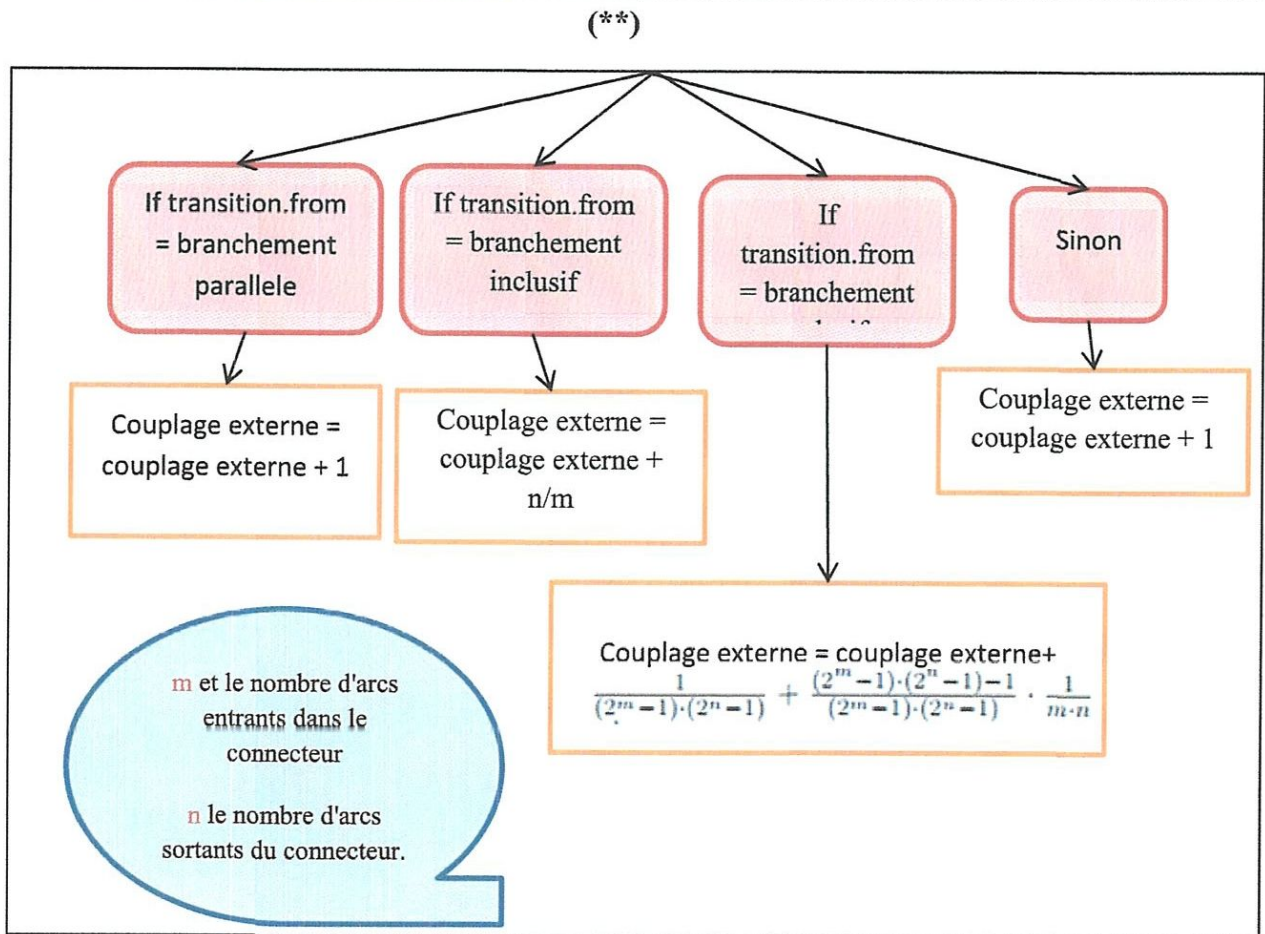 (**)
If transition.from
= branchement
parallele
If transition.from
= branchement
inclusif
If
transition.from
= branchement
Sinon
Couplage externe =
couplage externe + 1
Couplage externe =
couplage externe +
n/m
Couplage externe =
couplage externe + 1
Couplage externe = couplage externe+
1/((2^m −1)·(2^n −1)) + ((2^m −1)·(2^n −1)−1)/((2^m −1)·(2^n −1)) · 1/(m·n)
m et le nombre d'arcs
entrants dans le
connecteur
n le nombre d'arcs
sortants du connecteur.